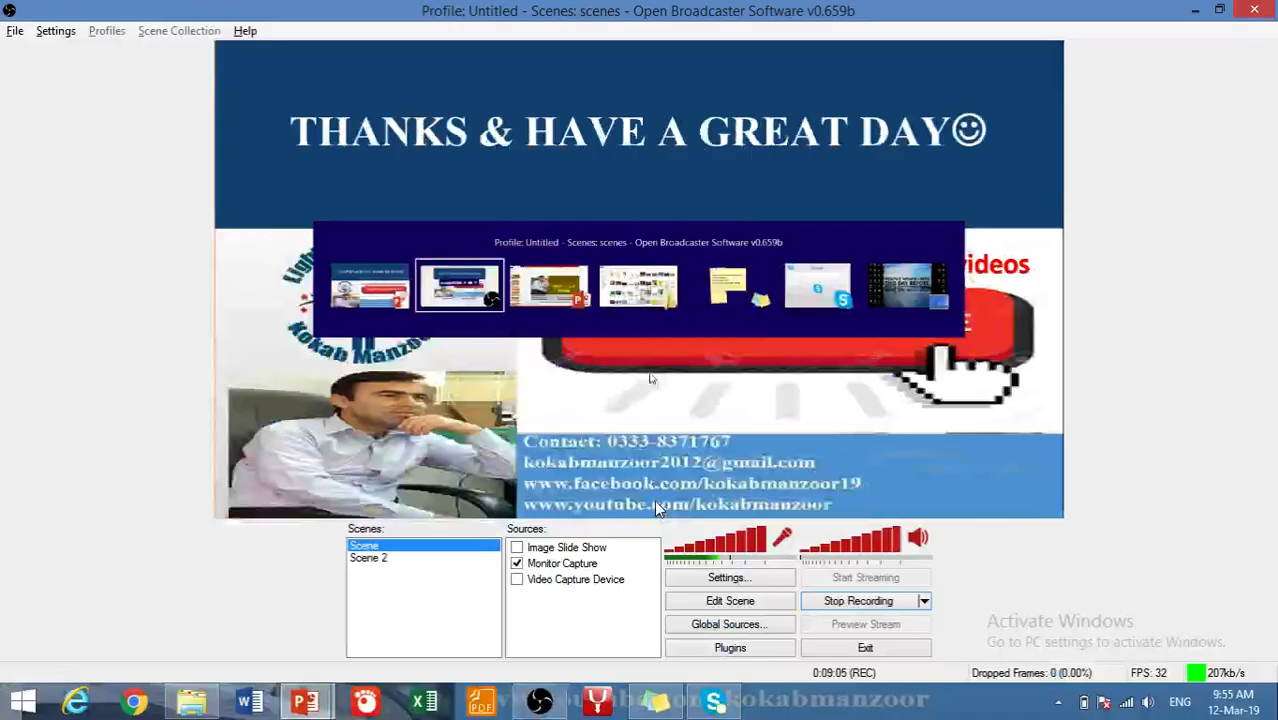 Profile: Untitled - Scenes: scenes - Open Broadcaster Software v0.659b
File Settings Profiles Scene Collection Help
THANKS & HAVE A GREAT DAY☺
Profile: Untitled - Scenes: scenes - Open Broadcaster Software v0.659b
videos
Kokab Manzoor
Contact: 0333-8371767
kokabmanzoor2012@gmail.com
www.facebook.com/kokabmanzoor19
www.youtube.com/kokabmanzoor
Scenes:
Scene
Scene 2
Sources:
Image Slide Show
Monitor Capture
Video Capture Device
Settings...
Start Streaming
Edit Scene
Stop Recording
Global Sources...
Preview Stream
Plugins
Exit
Activate Windows
Go to PC settings to activate Windows.
0:09:05 (REC)
Dropped Frames: 0 (0.00%)
FPS: 32
207kb/s
kokabmanzoor
ENG
9:55 AM
12-Mar-19